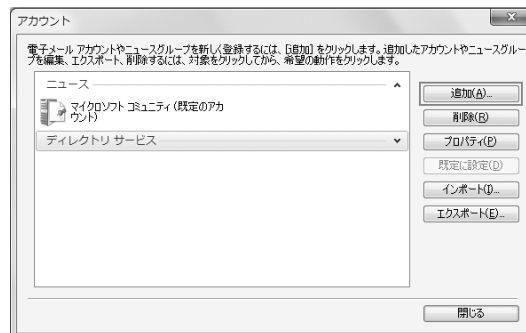 アカウント
電子メール アカウントやニュースグループを新しく登録するには、[追加] をクリックします。追加したアカウントやニュースグルー
プを編集、エクスポート、削除するには、対象をクリックしてから、希望の動作をクリックします。
ニュース
マイクロソフト コミュニティ (既定のアカ
ウント)
ディレクトリ サービス
追加(A)...
削除(R)
プロパティ(P)
既定に設定(D)
インポート(I)...
エクスポート(E)...
閉じる